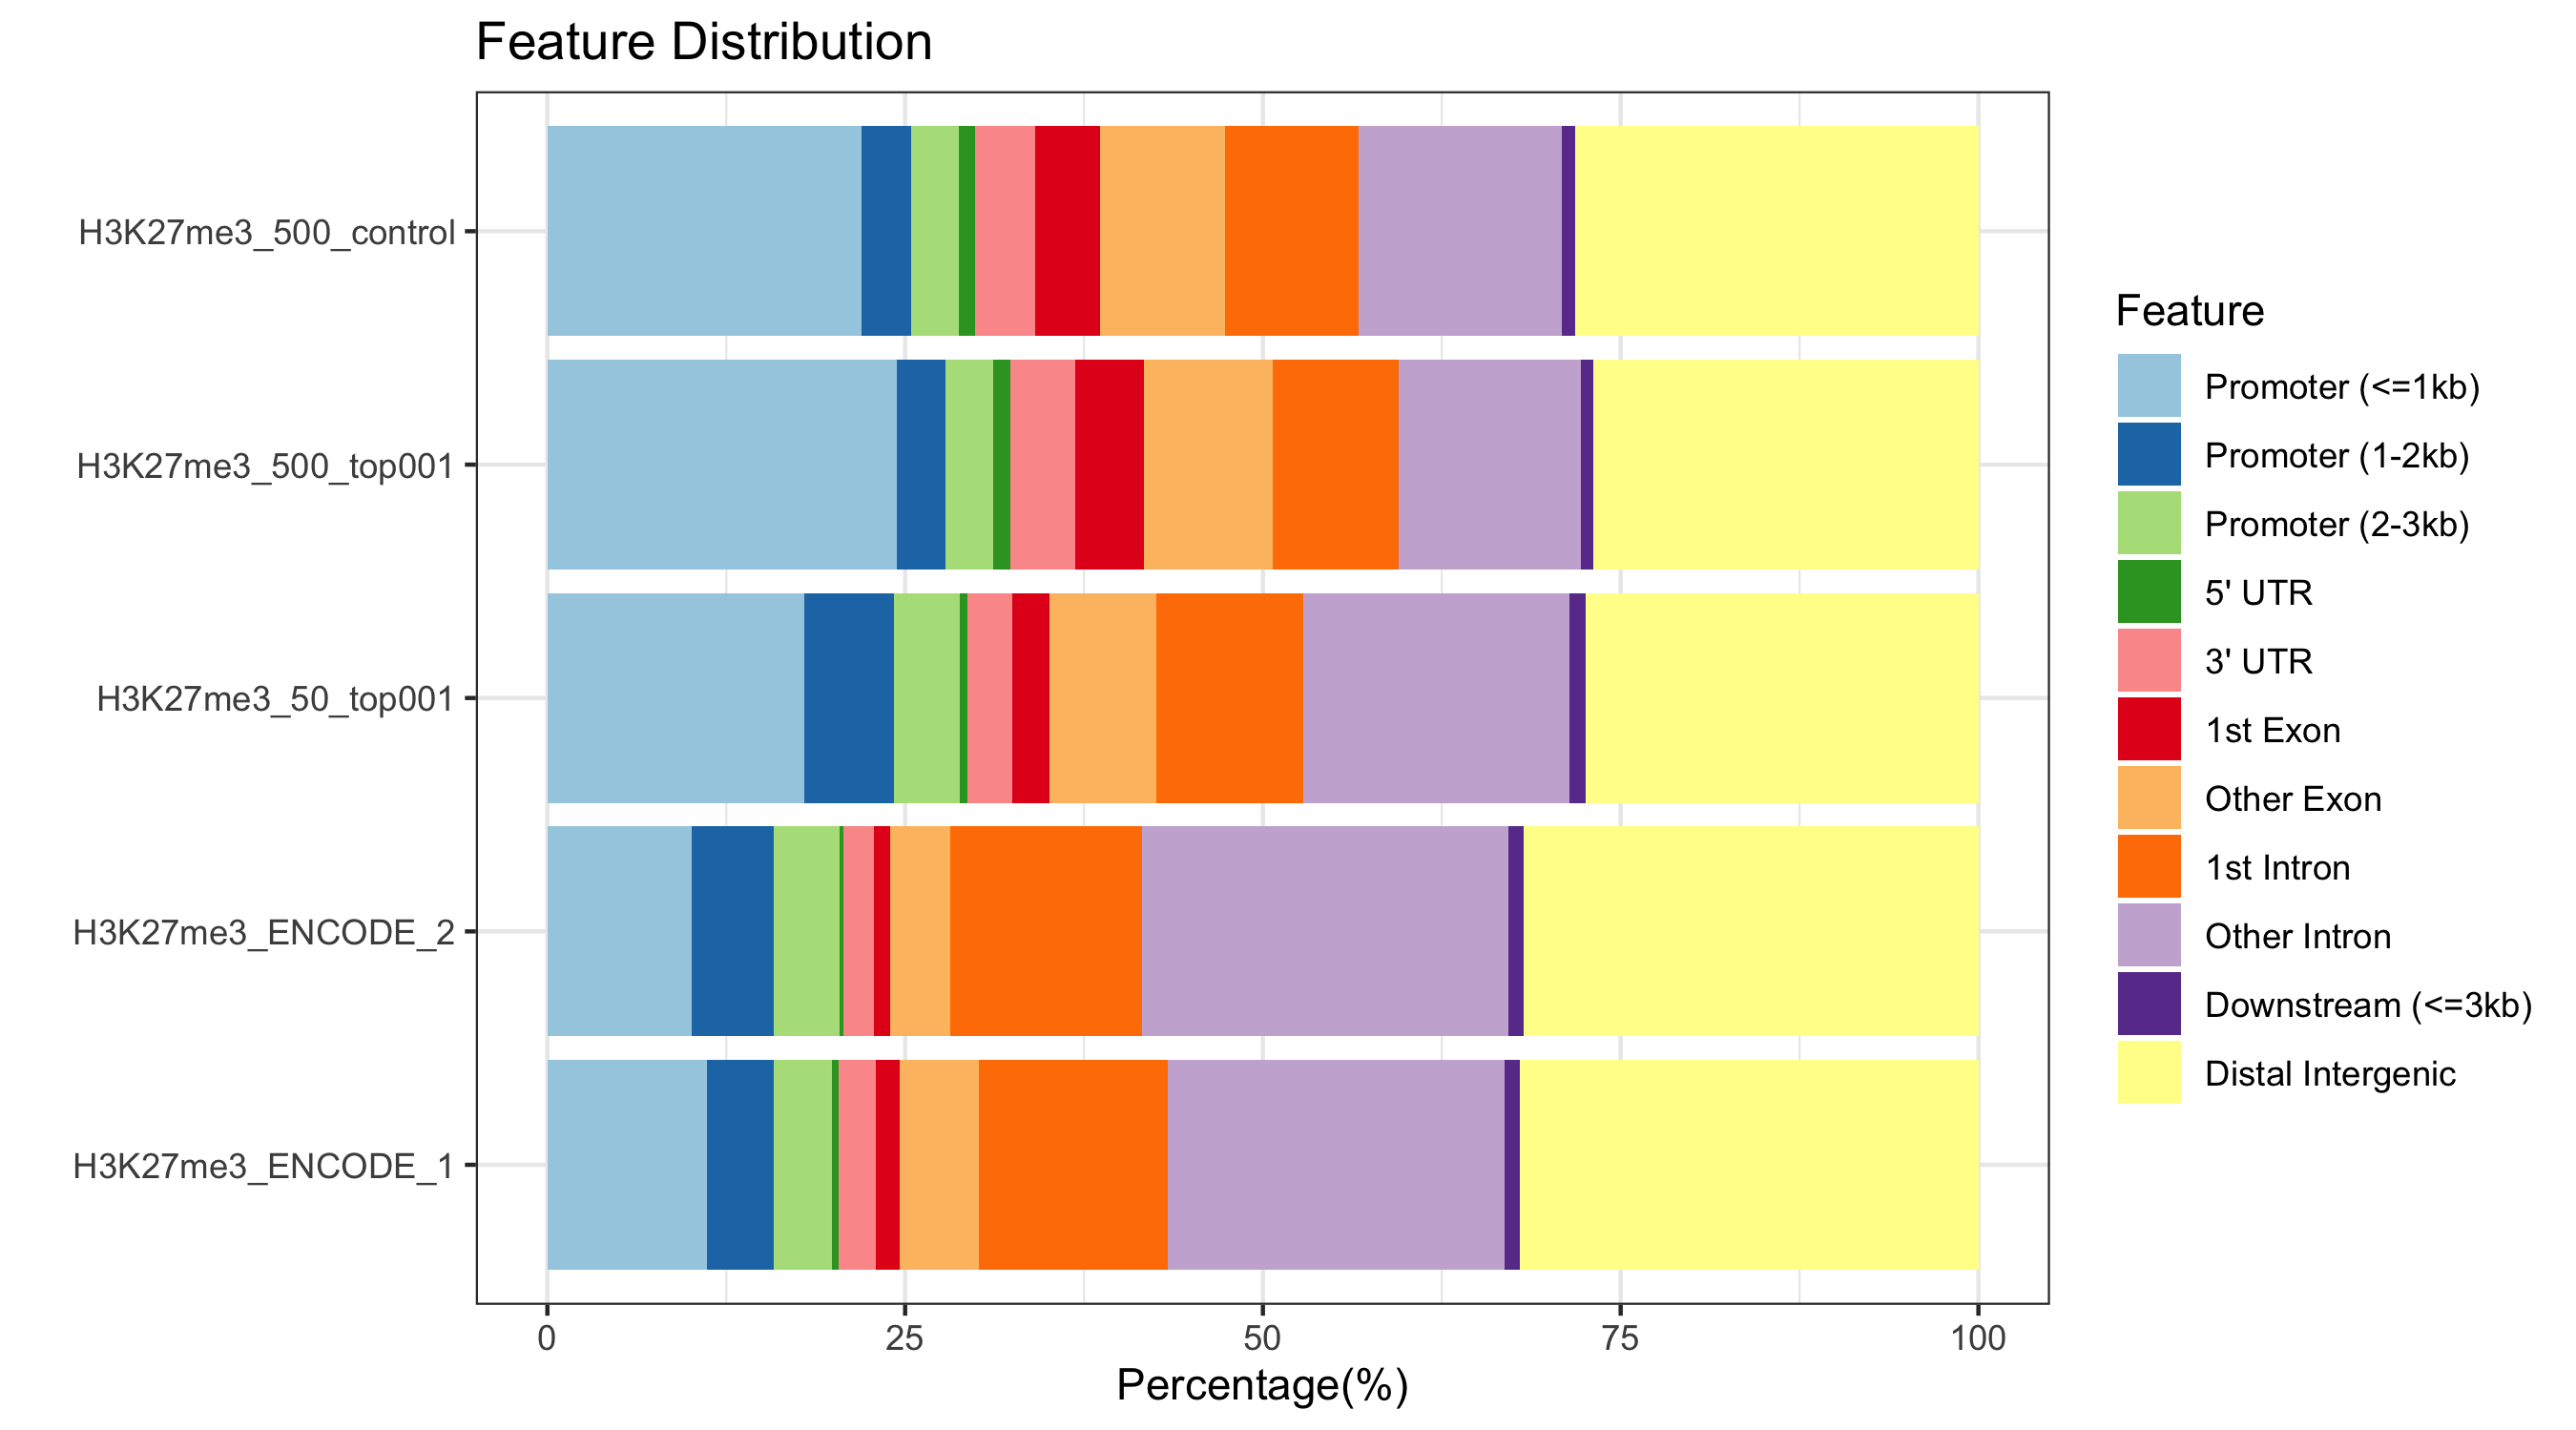 Feature Distribution
H3K27me3_500_control
H3K27me3_500_top001
H3K27me3_50_top001
H3K27me3_ENCODE_2
H3K27me3_ENCODE_1
0
25
50
75
100
Percentage(%)
Feature
Promoter (<=1kb)
Promoter (1-2kb)
Promoter (2-3kb)
5' UTR
3' UTR
1st Exon
Other Exon
1st Intron
Other Intron
Downstream (<=3kb)
Distal Intergenic